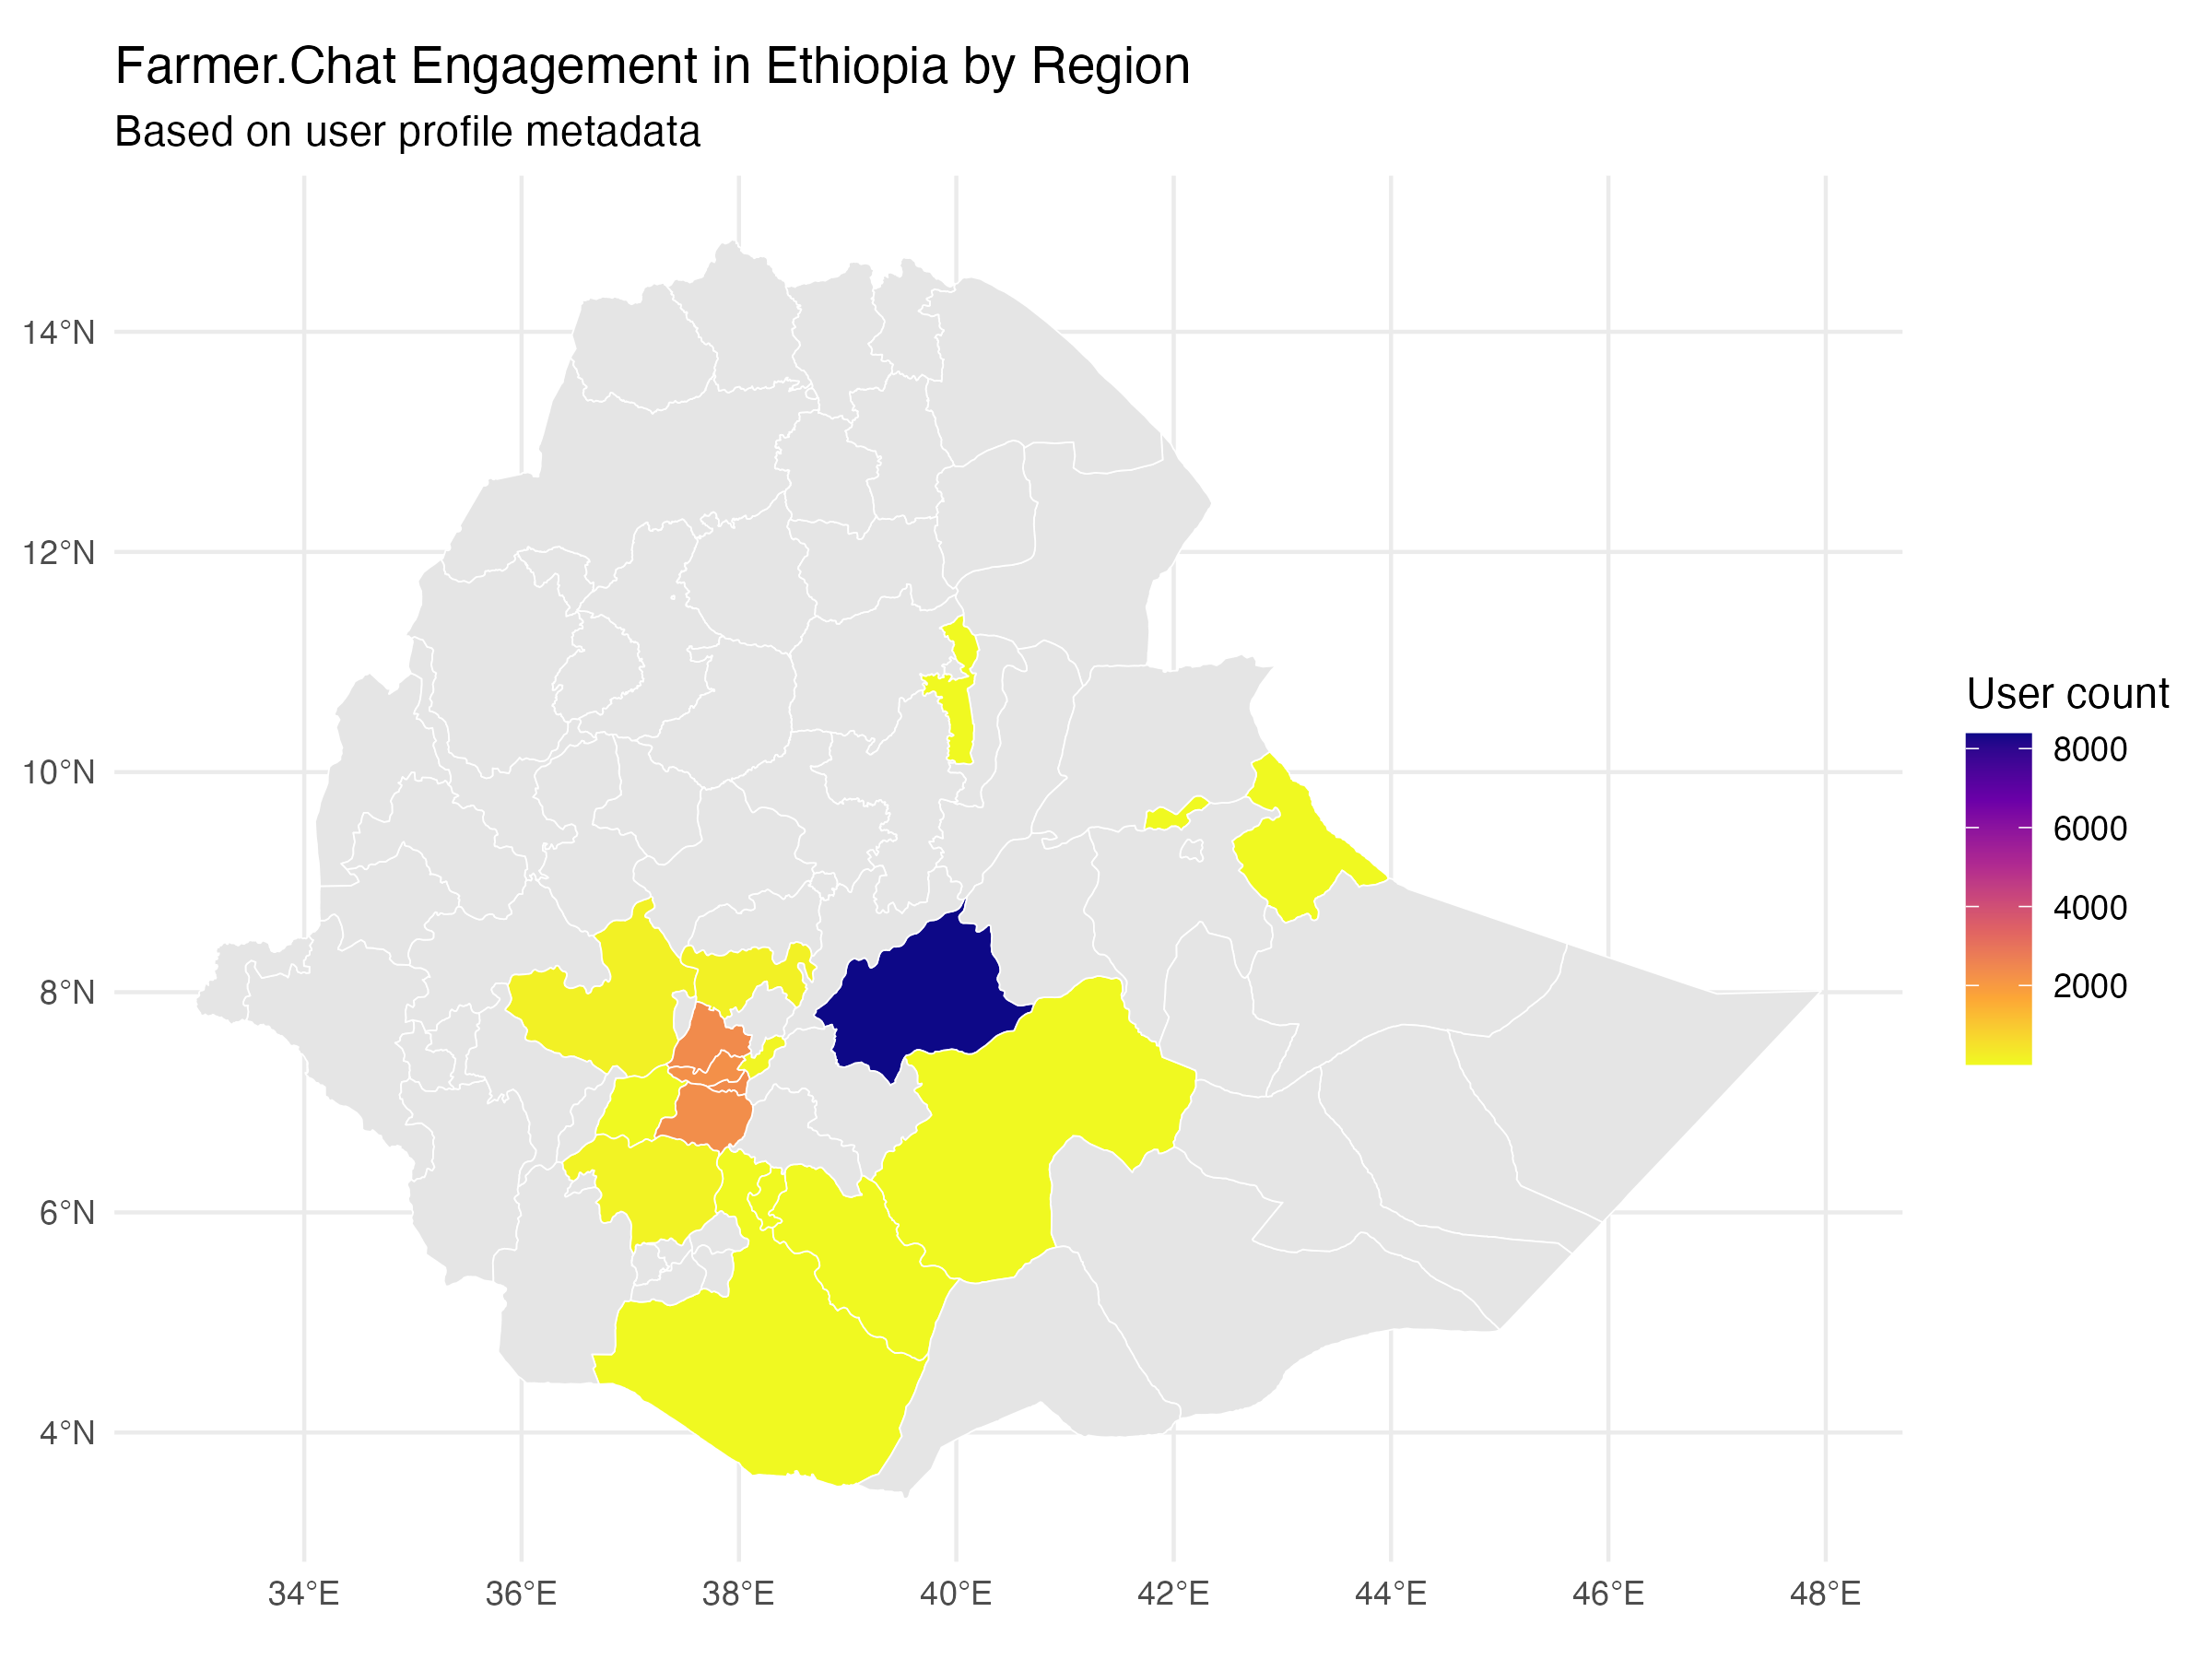 Farmer.Chat Engagement in Ethiopia by Region
Based on user profile metadata
14°N
12°N
10°N
8°N
6°N
4°N
34°E
36°E
38°E
40°E
42°E
44°E
46°E
48°E
User count
8000
6000
4000
2000